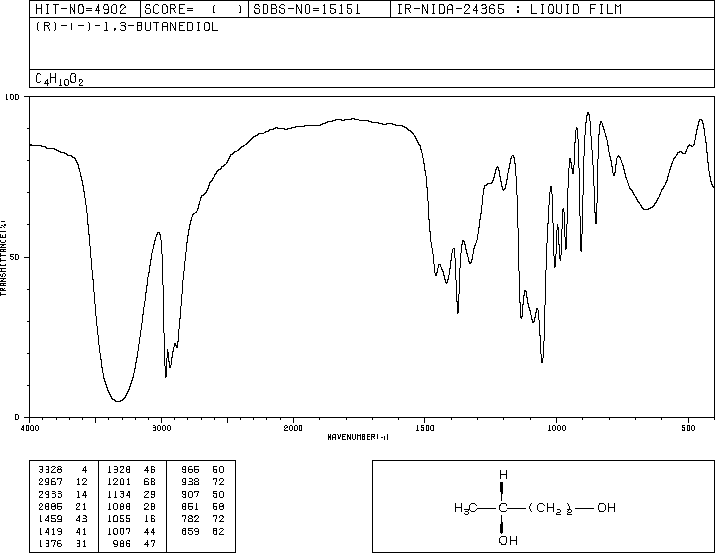 HIT-NO=4902 SCORE= ( ) SDBS-NO=15151 IR-NIDA-24365 : LIQUID FILM
(R)-(-)-1,3-BUTANEDIOL
C4H10O2
100
TRANSMITTANCE(%)
50
0
4000 3000 2000 1500 1000 500
WAVENUMBER(-1)
3328 4 1328 46 966 50
2967 12 1201 68 938 72
2933 14 1134 29 907 50
2885 21 1088 28 851 58
1459 43 1055 16 782 72
1419 41 1007 44 659 62
1376 31 986 47
H
H3C—C—(CH2)2—OH
OH